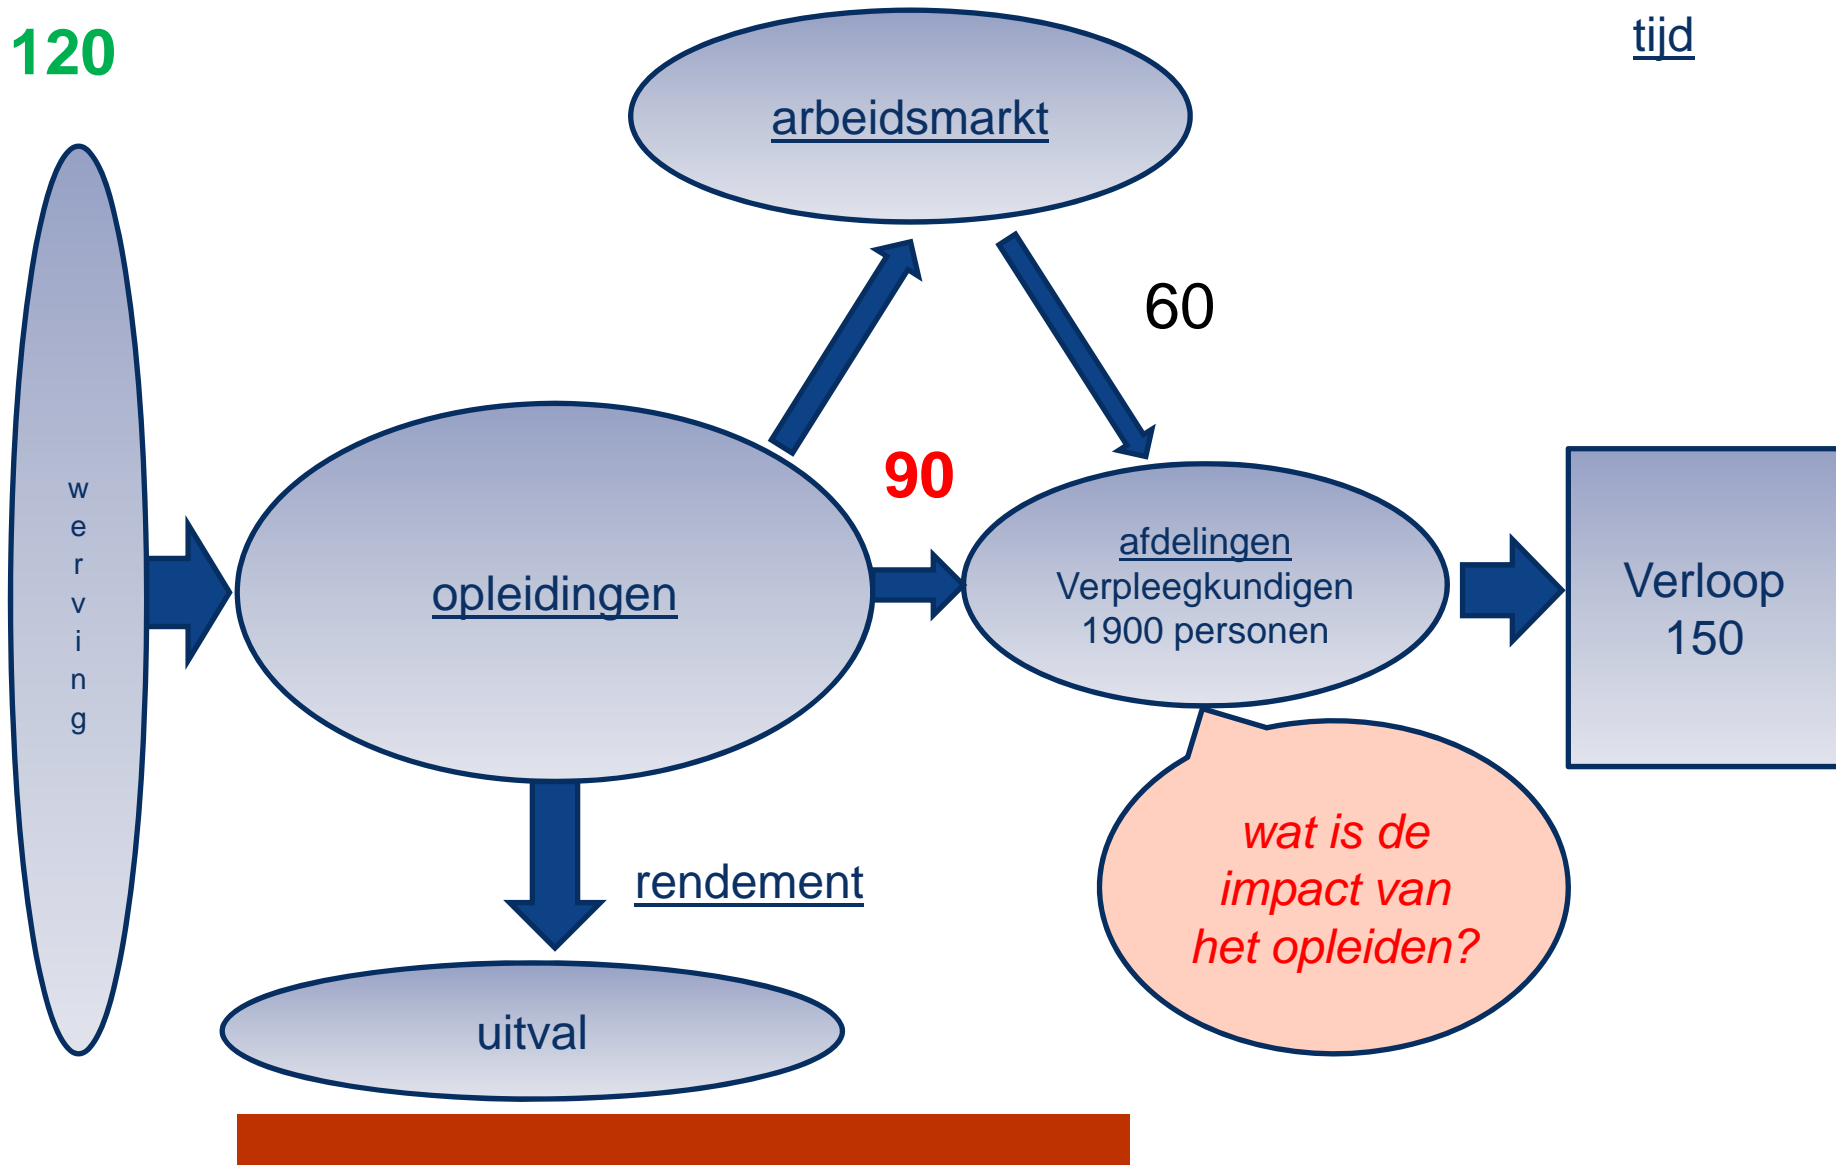 120
tijd
arbeidsmarkt
60
w
e
r
v
i
n
g
opleidingen
90
afdelingen
Verpleegkundigen
1900 personen
Verloop
150
rendement
wat is de
impact van
het opleiden?
uitval